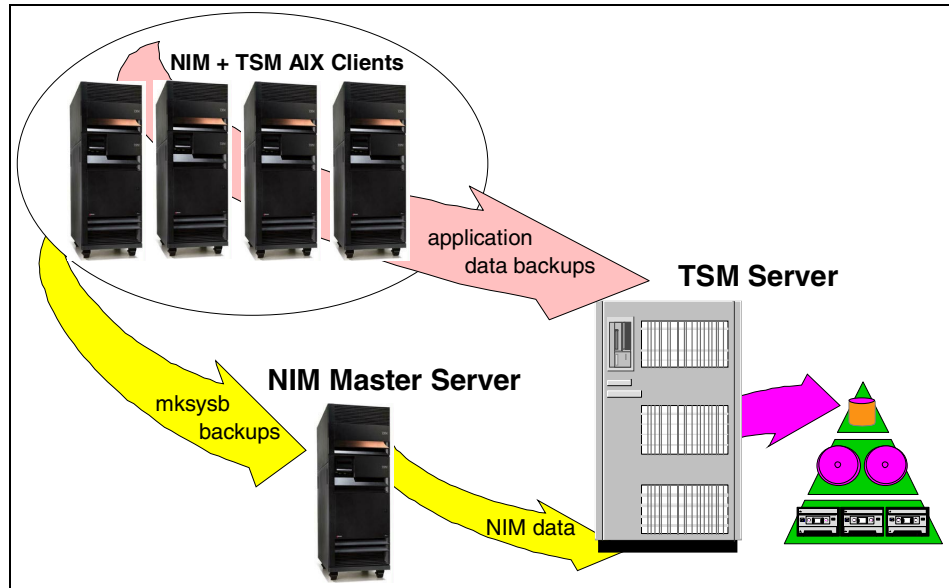 NIM + TSM AIX Clients
application
data backups
TSM Server
NIM Master Server
mksysb
backups
NIM data